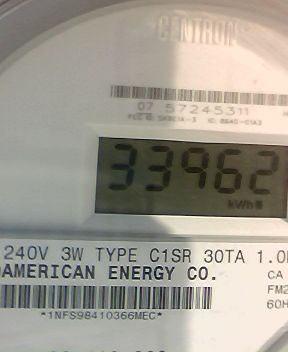 CENTRON
07 57245311
33962
kWh
240V 3W TYPE C1SR 30TA 1.0
AMERICAN ENERGY CO.
CA
FM2
*1NFS98410366MEC*
60H